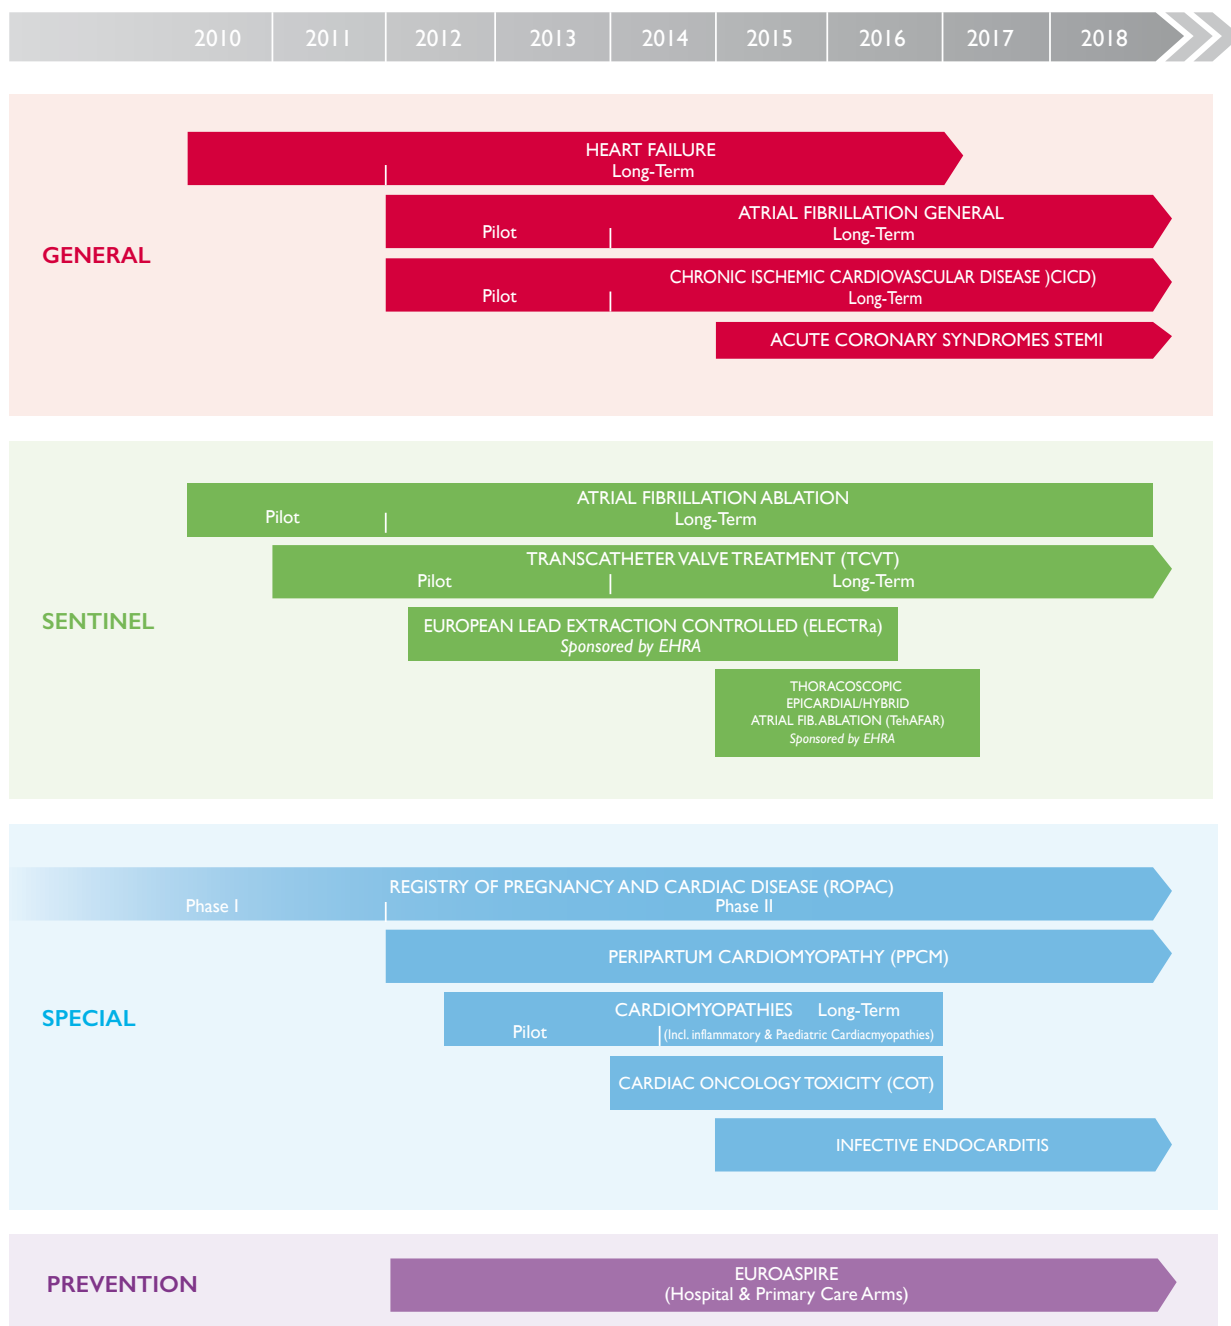 2010 2011 2012 2013 2014 2015 2016 2017 2018
GENERAL
HEART FAILURE
Long-Term
ATRIAL FIBRILLATION GENERAL
Pilot Long-Term
CHRONIC ISCHEMIC CARDIOVASCULAR DISEASE )CICD)
Pilot Long-Term
ACUTE CORONARY SYNDROMES STEMI
SENTINEL
ATRIAL FIBRILLATION ABLATION
Pilot Long-Term
TRANSCATHETER VALVE TREATMENT (TCVT)
Pilot Long-Term
EUROPEAN LEAD EXTRACTION CONTROLLED (ELECTRa)
Sponsored by EHRA
THORACOSCOPIC
EPICARDIAL/HYBRID
ATRIAL FIB. ABLATION (TehAFAR)
Sponsored by EHRA
SPECIAL
REGISTRY OF PREGNANCY AND CARDIAC DISEASE (ROPAC)
Phase I Phase II
PERIPARTUM CARDIOMYOPATHY (PPCM)
CARDIOMYOPATHIES Long-Term
Pilot (Incl. inflammatory & Paediatric Cardiacmyopathies)
CARDIAC ONCOLOGY TOXICITY (COT)
INFECTIVE ENDOCARDITIS
PREVENTION
EUROASPIRE
(Hospital & Primary Care Arms)